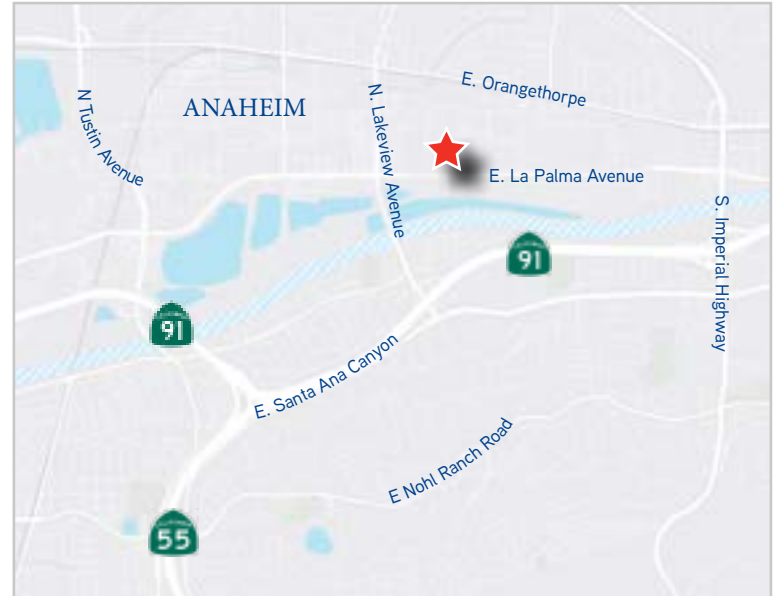 E. Orangethorpe
ANAHEIM
N Tustin Avenue
N. Lakeview Avenue
E. La Palma Avenue
S. Imperial Highway
91
91
E. Santa Ana Canyon
E Nohl Ranch Road
55